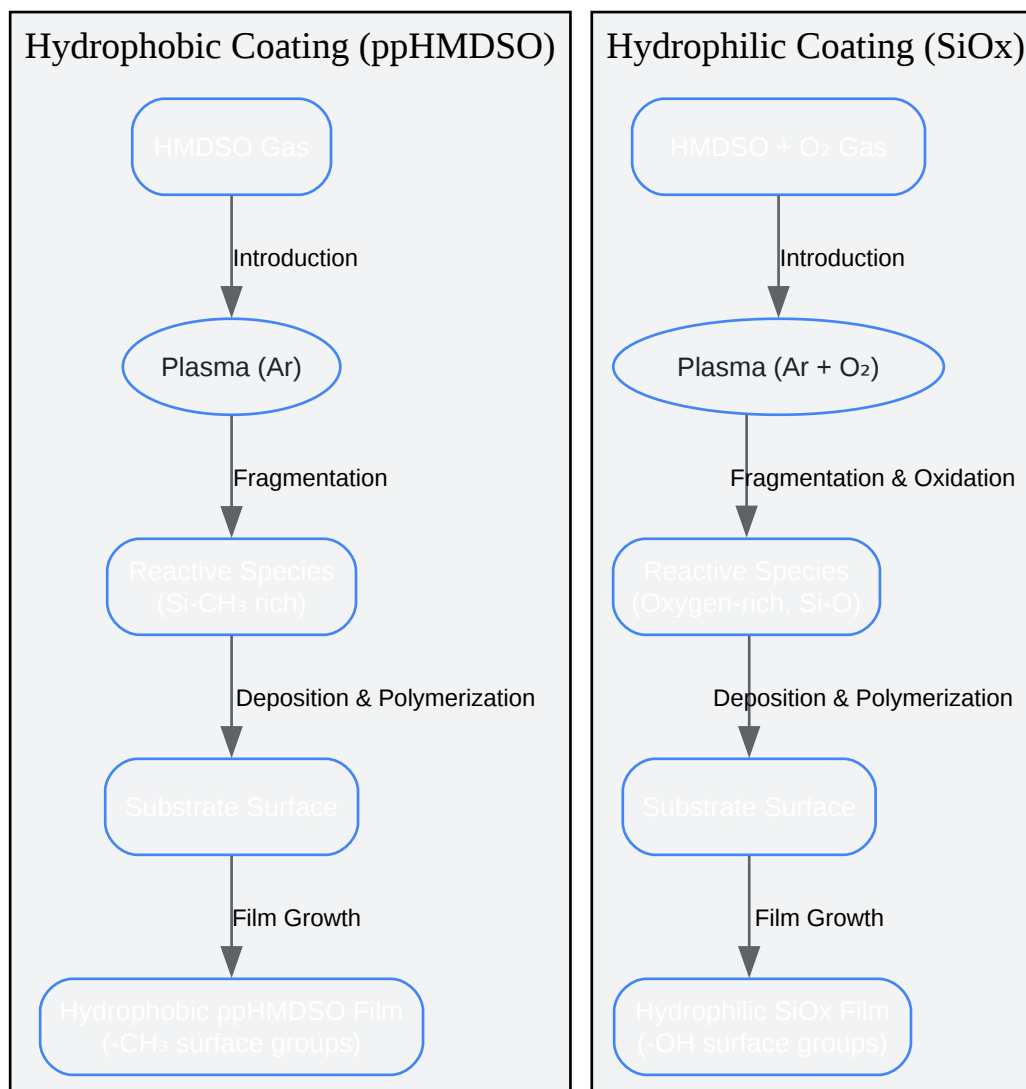 Hydrophobic Coating (ppHMDSO)
HMDSO Gas
Introduction
Plasma (Ar)
Fragmentation
Reactive Species
(Si-CH₃ rich)
Deposition & Polymerization
Substrate Surface
Film Growth
Hydrophobic ppHMDSO Film
(-CH₃ surface groups)
Hydrophilic Coating (SiOx)
HMDSO + O₂ Gas
Introduction
Plasma (Ar + O₂)
Fragmentation & Oxidation
Reactive Species
(Oxygen-rich, Si-O)
Deposition & Polymerization
Substrate Surface
Film Growth
Hydrophilic SiOx Film
(-OH surface groups)